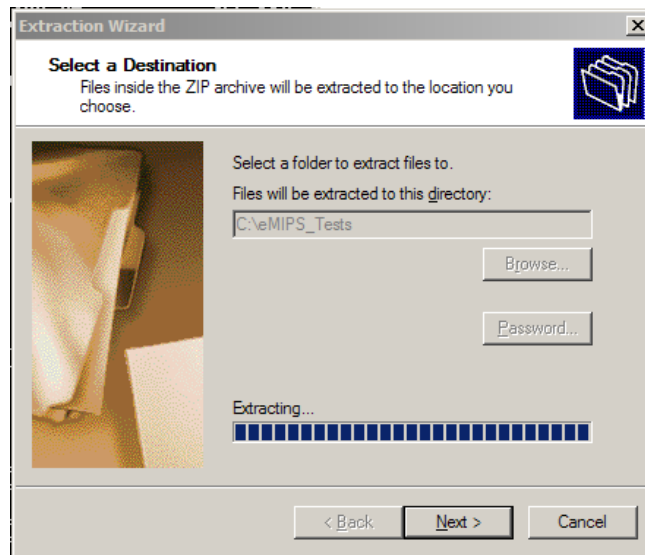 Extraction Wizard
Select a Destination
Files inside the ZIP archive will be extracted to the location you
choose.
Select a folder to extract files to.
Files will be extracted to this directory:
C:\eMIPS_Tests
Browse...
Password...
Extracting...
< Back
Next >
Cancel